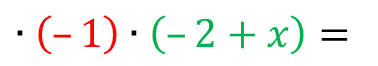 · (– 1) · (– 2 + x) =